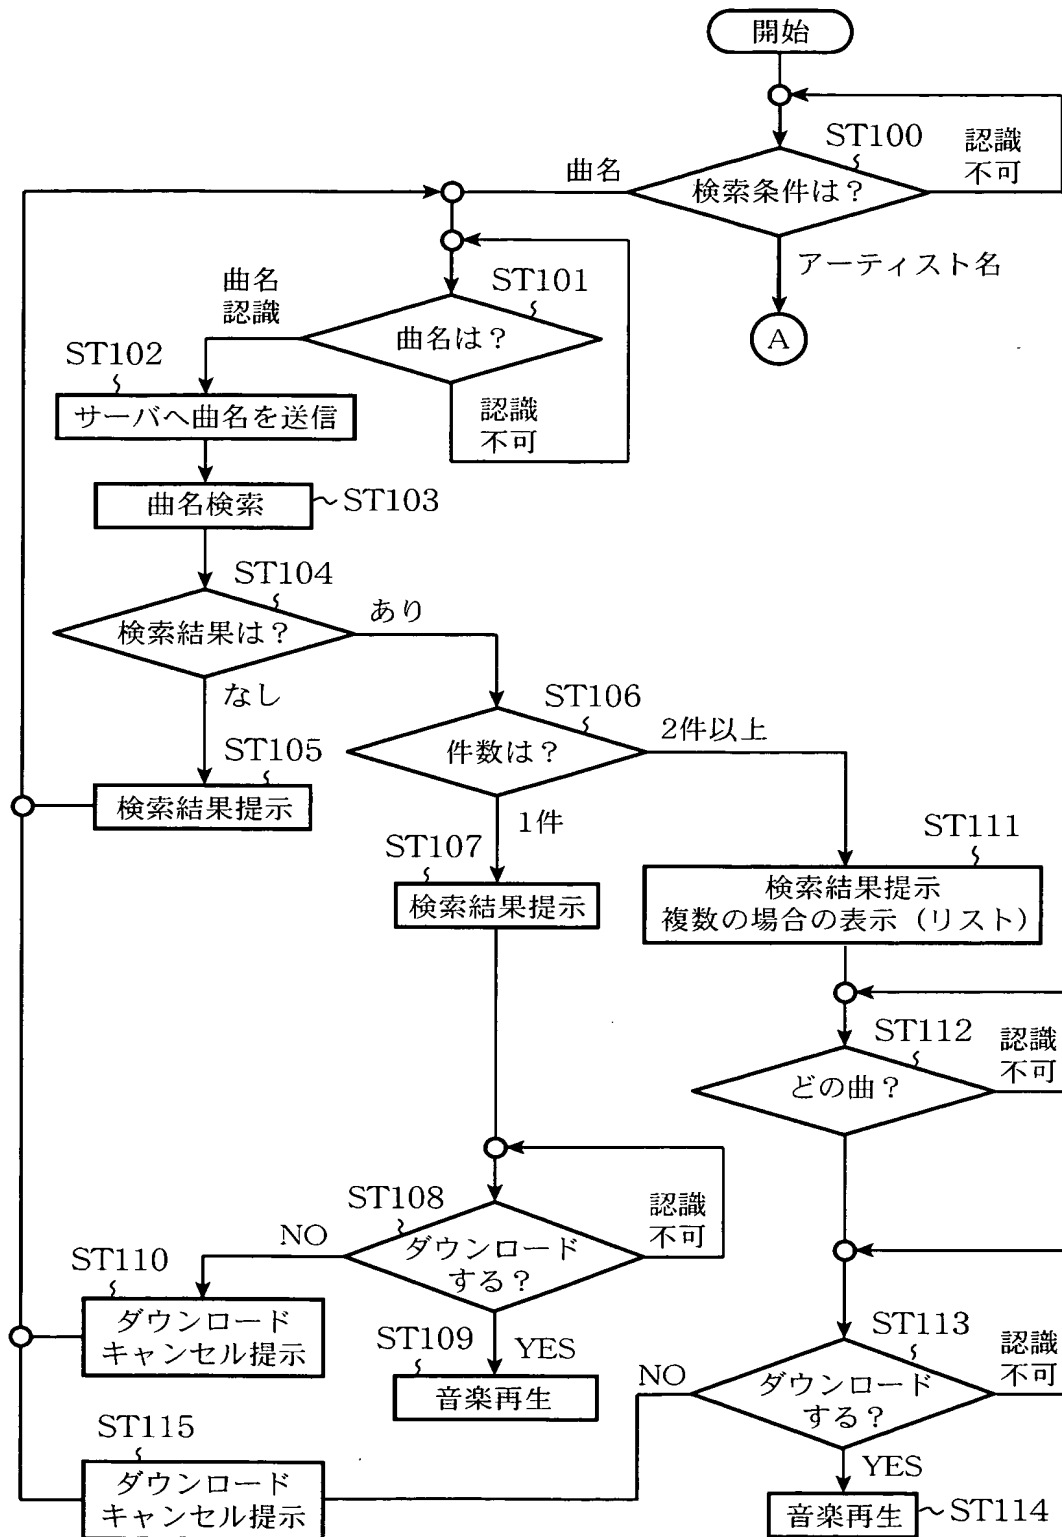 開始
ST100
認識
不可
曲名
検索条件は？
アーティスト名
A
曲名
認識
ST101
曲名は？
ST102
認識
不可
サーバへ曲名を送信
曲名検索
ST103
ST104
あり
検索結果は？
なし
ST106
2件以上
件数は？
ST105
検索結果提示
1件
ST107
検索結果提示
ST111
検索結果提示
複数の場合の表示（リスト）
ST112
認識
不可
どの曲？
ST108
認識
不可
NO
ダウンロード
する？
ST110
ダウンロード
キャンセル提示
ST109
YES
音楽再生
ST113
認識
不可
NO
ダウンロード
する？
ST115
ダウンロード
キャンセル提示
YES
音楽再生
ST114